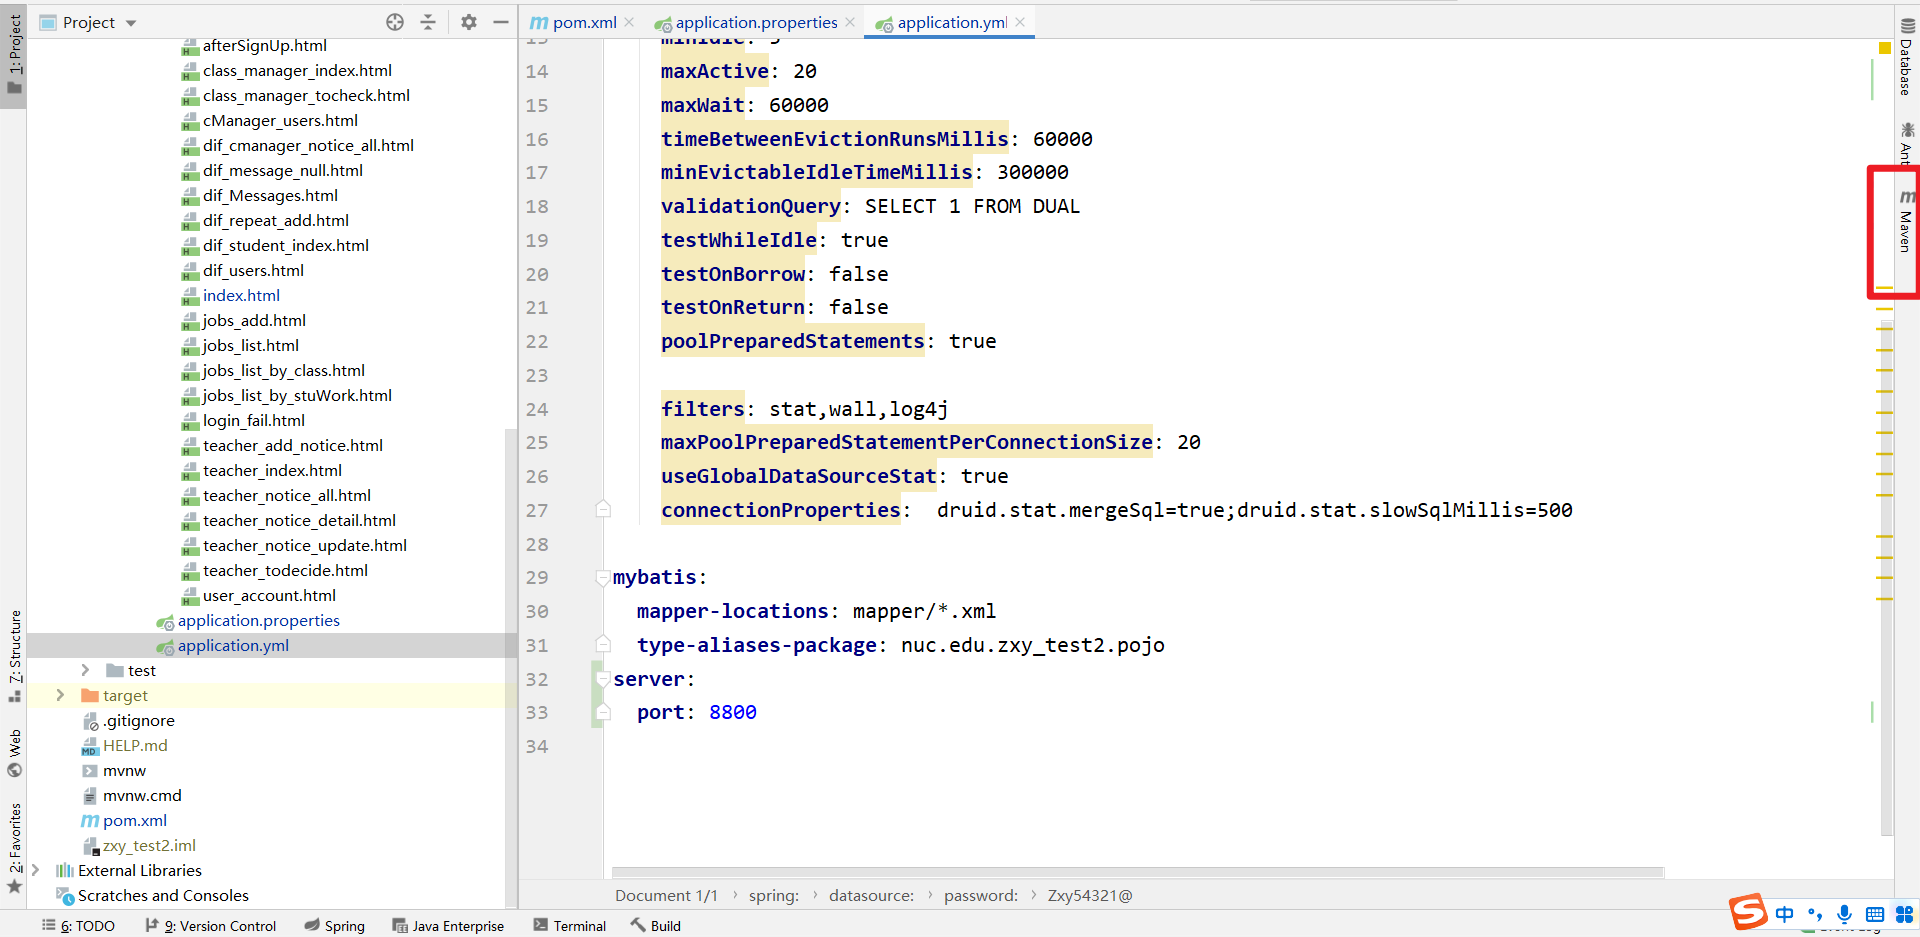 Project
pom.xml
application.properties
application.yml
1: Project
7: Structure
Web
2: Favorites
afterSignUp.html
class_manager_index.html
class_manager_tocheck.html
cManager_users.html
dif_cmanager_notice_all.html
dif_message_null.html
dif_Messages.html
dif_repeat_add.html
dif_student_index.html
dif_users.html
index.html
jobs_add.html
jobs_list.html
jobs_list_by_class.html
jobs_list_by_stuWork.html
login_fail.html
teacher_add_notice.html
teacher_index.html
teacher_notice_all.html
teacher_notice_detail.html
teacher_notice_update.html
teacher_todecide.html
user_account.html
application.properties
application.yml
test
target
.gitignore
HELP.md
mvnw
mvnw.cmd
pom.xml
zxy_test2.iml
External Libraries
Scratches and Consoles
13 minIdle: 5
14 maxActive: 20
15 maxWait: 60000
16 timeBetweenEvictionRunsMillis: 60000
17 minEvictableIdleTimeMillis: 300000
18 validationQuery: SELECT 1 FROM DUAL
19 testWhileIdle: true
20 testOnBorrow: false
21 testOnReturn: false
22 poolPreparedStatements: true
23
24 filters: stat,wall,log4j
25 maxPoolPreparedStatementPerConnectionSize: 20
26 useGlobalDataSourceStat: true
27 connectionProperties:  druid.stat.mergeSql=true;druid.stat.slowSqlMillis=500
28
29 mybatis:
30 mapper-locations: mapper/*.xml
31 type-aliases-package: nuc.edu.zxy_test2.pojo
32 server:
33 port: 8800
34
Document 1/1 › spring: › datasource: › password: › Zxy54321@
Database
Ant
Maven
6: TODO
9: Version Control
Spring
Java Enterprise
Terminal
Build
中